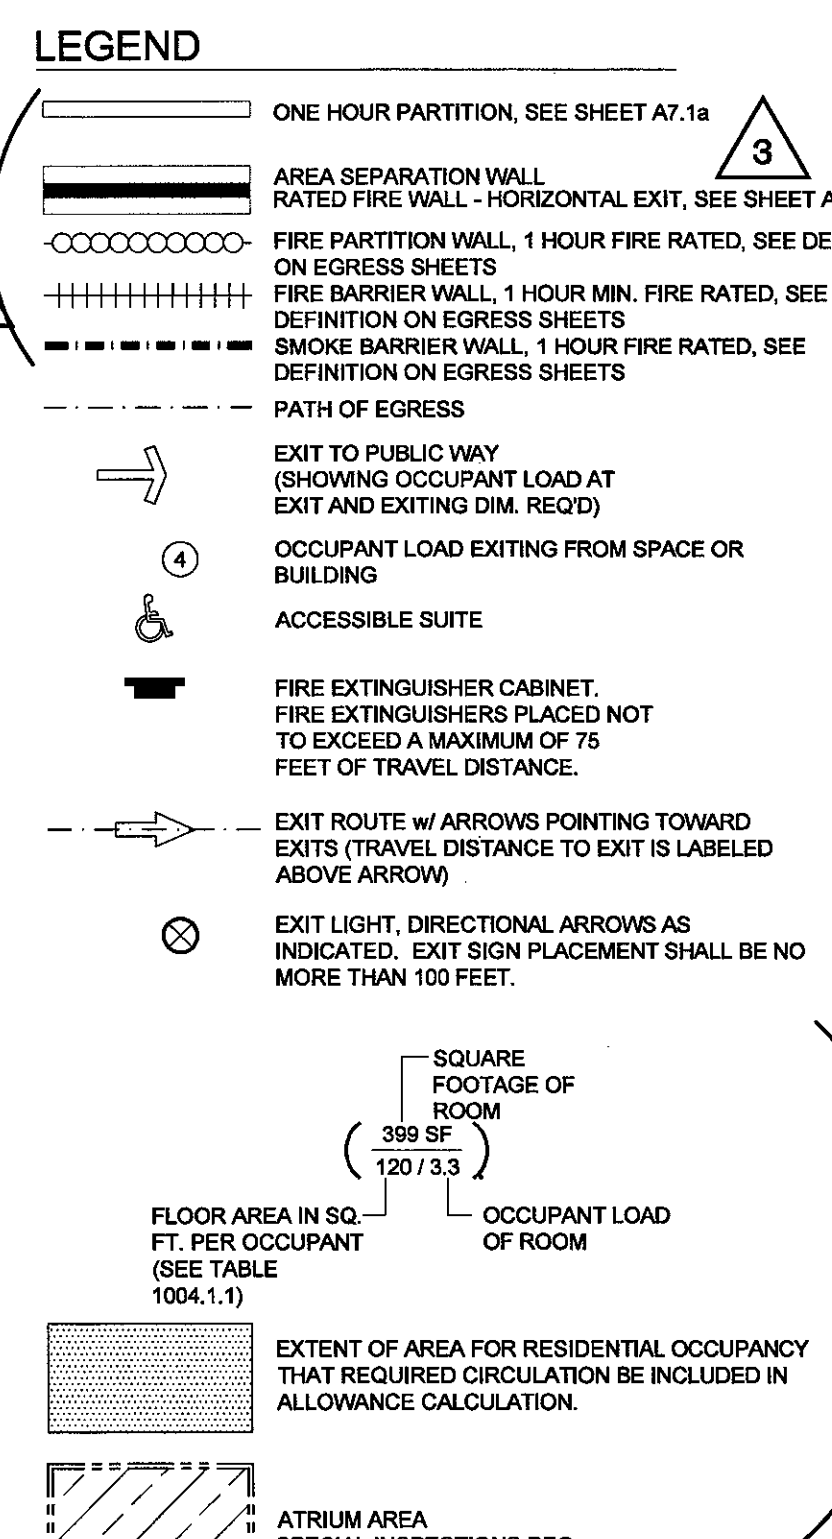 LEGEND
ONE HOUR PARTITION, SEE SHEET A7.1a
3
AREA SEPARATION WALL
RATED FIRE WALL - HORIZONTAL EXIT, SEE SHEET A
FIRE PARTITION WALL, 1 HOUR FIRE RATED, SEE DE
ON EGRESS SHEETS
FIRE BARRIER WALL, 1 HOUR MIN. FIRE RATED, SEE
DEFINITION ON EGRESS SHEETS
SMOKE BARRIER WALL, 1 HOUR FIRE RATED, SEE
DEFINITION ON EGRESS SHEETS
PATH OF EGRESS
EXIT TO PUBLIC WAY
(SHOWING OCCUPANT LOAD AT
EXIT AND EXITING DIM. REQ'D)
4
OCCUPANT LOAD EXITING FROM SPACE OR
BUILDING
ACCESSIBLE SUITE
FIRE EXTINGUISHER CABINET.
FIRE EXTINGUISHERS PLACED NOT
TO EXCEED A MAXIMUM OF 75
FEET OF TRAVEL DISTANCE.
EXIT ROUTE w/ ARROWS POINTING TOWARD
EXITS (TRAVEL DISTANCE TO EXIT IS LABELED
ABOVE ARROW)
EXIT LIGHT, DIRECTIONAL ARROWS AS
INDICATED. EXIT SIGN PLACEMENT SHALL BE NO
MORE THAN 100 FEET.
SQUARE
FOOTAGE OF
ROOM
399 SF
120 / 3.3
FLOOR AREA IN SQ.
FT. PER OCCUPANT
(SEE TABLE
1004.1.1)
OCCUPANT LOAD
OF ROOM
EXTENT OF AREA FOR RESIDENTIAL OCCUPANCY
THAT REQUIRED CIRCULATION BE INCLUDED IN
ALLOWANCE CALCULATION.
ATRIUM AREA